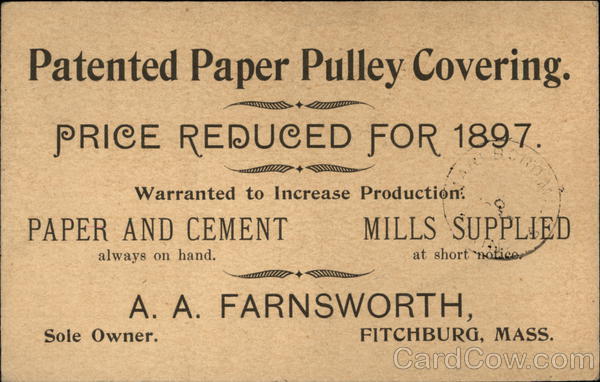 Patented Paper Pulley Covering.
PRICE REDUCED FOR 1897.
Warranted to Increase Production.
PAPER AND CEMENT
always on hand.
MILLS SUPPLIED
at short notice.
A. A. FARNSWORTH,
Sole Owner.
FITCHBURG, MASS.
CardCow.com